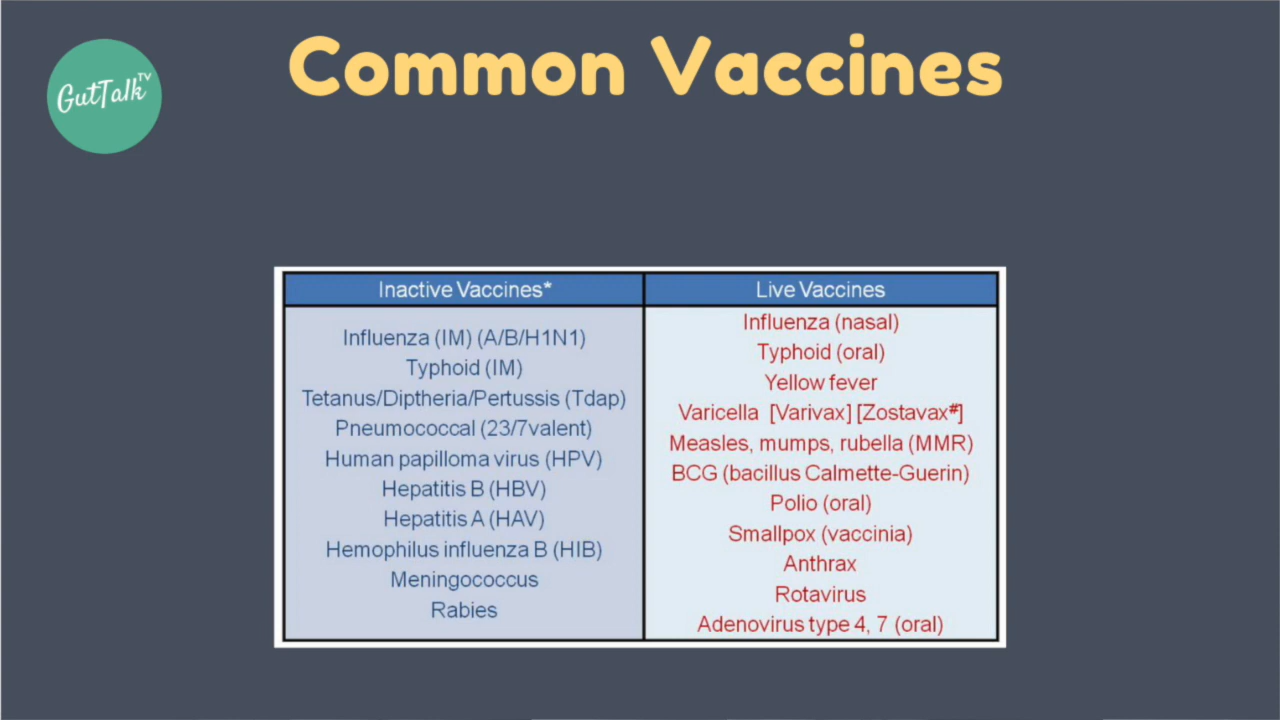 GutTalk TV
Common Vaccines
Inactive Vaccines*
Influenza (IM) (A/B/H1N1)
Typhoid (IM)
Tetanus/Diptheria/Pertussis (Tdap)
Pneumococcal (23/7valent)
Human papilloma virus (HPV)
Hepatitis B (HBV)
Hepatitis A (HAV)
Hemophilus influenza B (HIB)
Meningococcus
Rabies
Live Vaccines
Influenza (nasal)
Typhoid (oral)
Yellow fever
Varicella [Varivax] [Zostavax#]
Measles, mumps, rubella (MMR)
BCG (bacillus Calmette-Guerin)
Polio (oral)
Smallpox (vaccinia)
Anthrax
Rotavirus
Adenovirus type 4, 7 (oral)